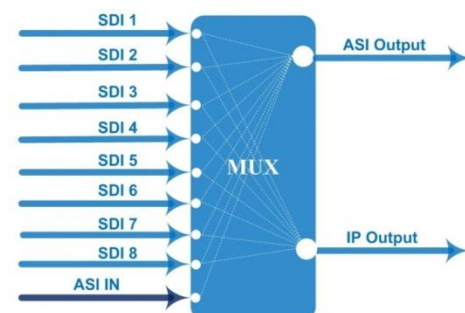 SDI 1
SDI 2
SDI 3
SDI 4
SDI 5
SDI 6
SDI 7
SDI 8
ASI IN
MUX
ASI Output
IP Output